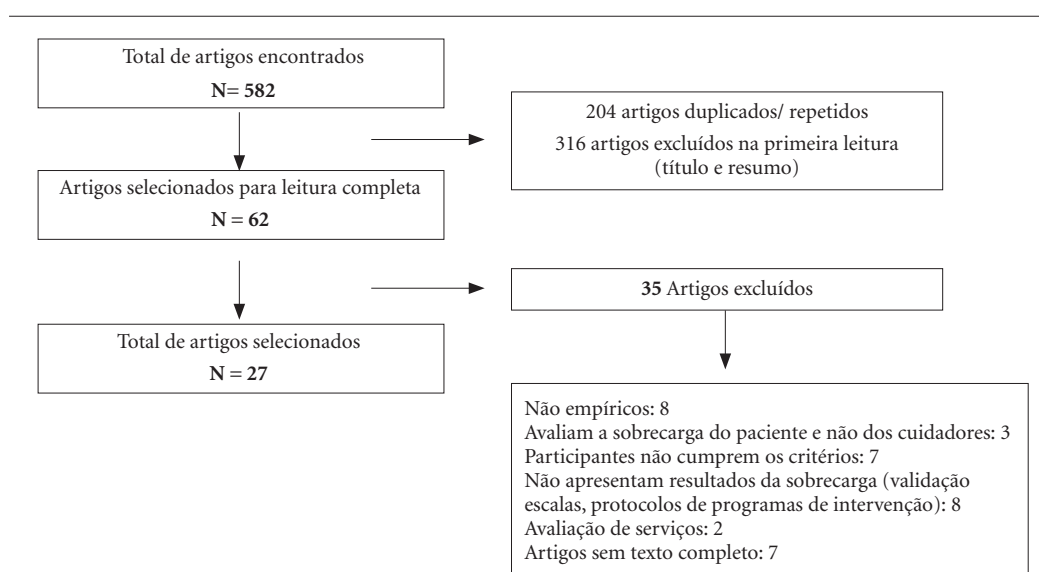 Total de artigos encontrados
N= 582
204 artigos duplicados/ repetidos
316 artigos excluídos na primeira leitura
(título e resumo)
Artigos selecionados para leitura completa
N = 62
35 Artigos excluídos
Total de artigos selecionados
N = 27
Não empíricos: 8
Avaliam a sobrecarga do paciente e não dos cuidadores: 3
Participantes não cumprem os critérios: 7
Não apresentam resultados da sobrecarga (validação
escalas, protocolos de programas de intervenção): 8
Avaliação de serviços: 2
Artigos sem texto completo: 7